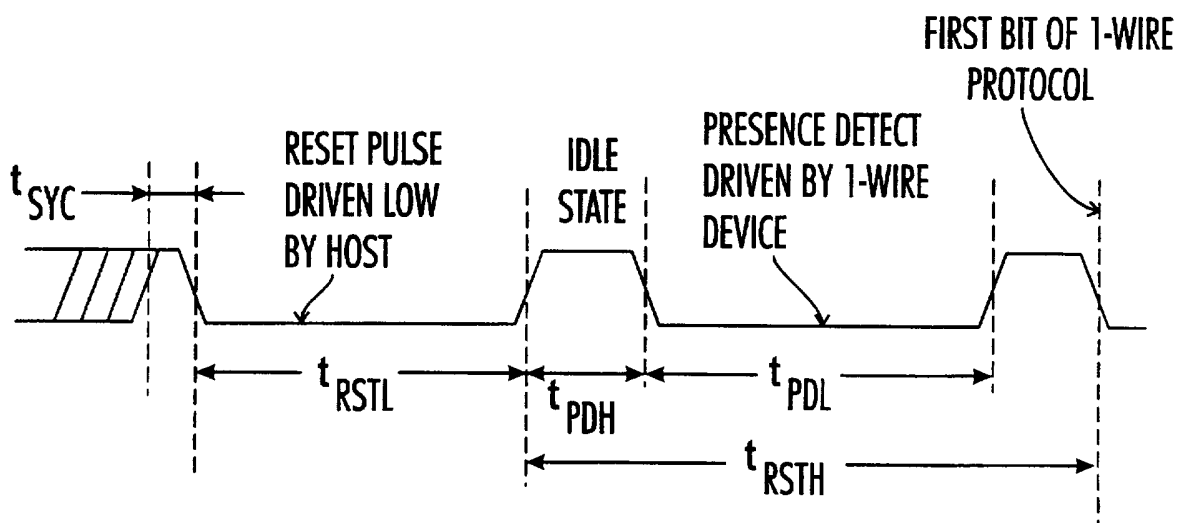 FIRST BIT OF 1-WIRE
PROTOCOL
tSYC
RESET PULSE
DRIVEN LOW
BY HOST
IDLE
STATE
PRESENCE DETECT
DRIVEN BY 1-WIRE
DEVICE
tRSTL
tPDH
tPDL
tRSTH